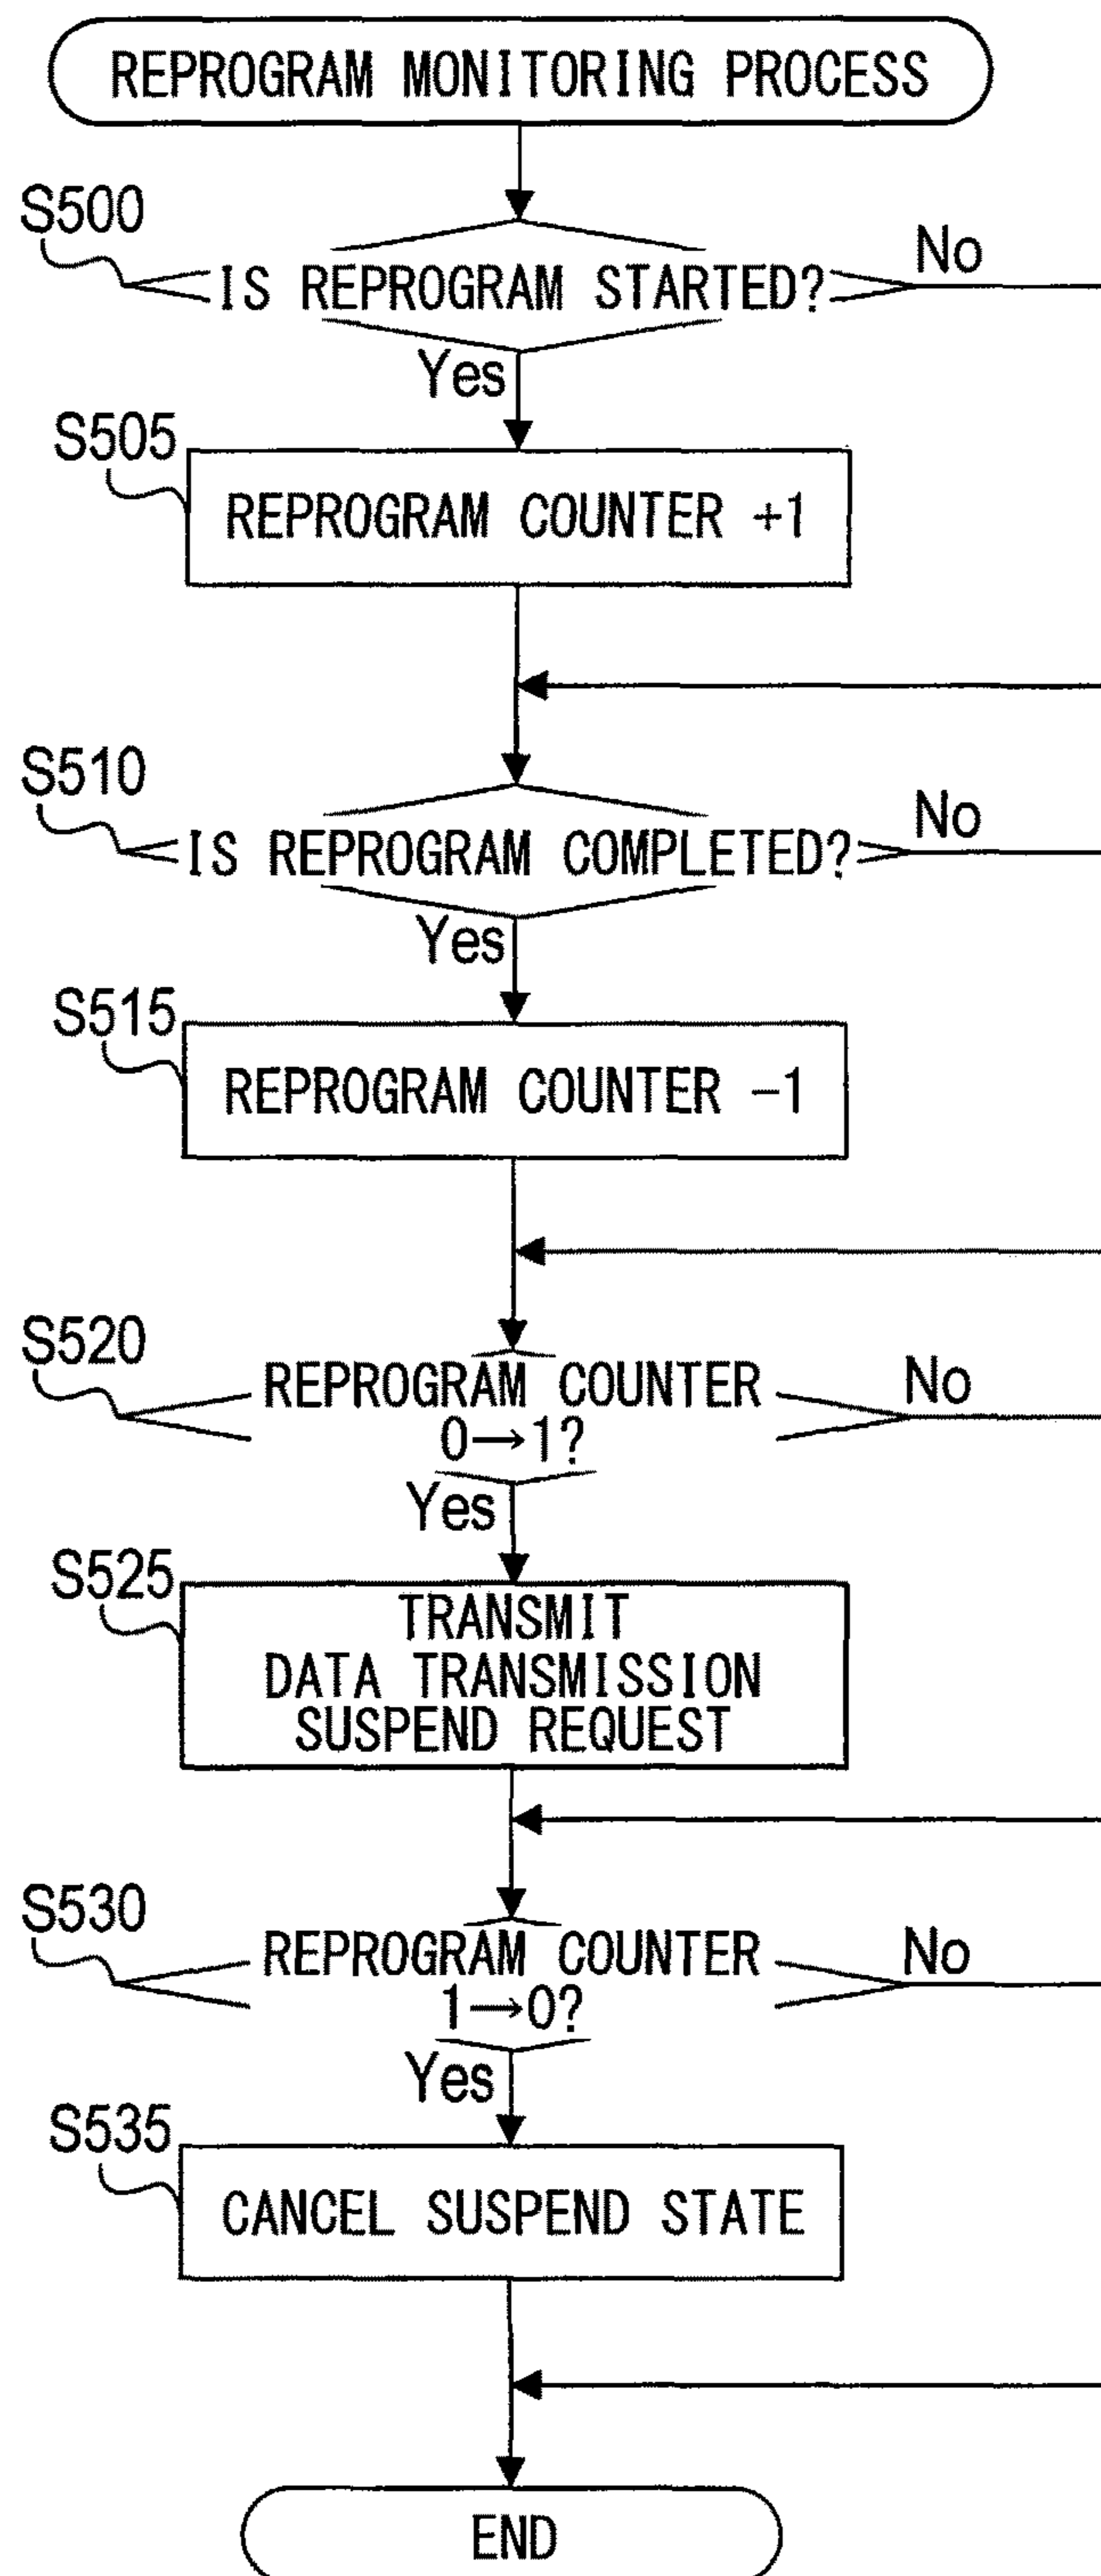 REPROGRAM MONITORING PROCESS
S500
IS REPROGRAM STARTED?
No
Yes
S505
REPROGRAM COUNTER +1
S510
IS REPROGRAM COMPLETED?
No
Yes
S515
REPROGRAM COUNTER -1
S520
REPROGRAM COUNTER
0→1?
No
Yes
S525
TRANSMIT
DATA TRANSMISSION
SUSPEND REQUEST
S530
REPROGRAM COUNTER
1→0?
No
Yes
S535
CANCEL SUSPEND STATE
END